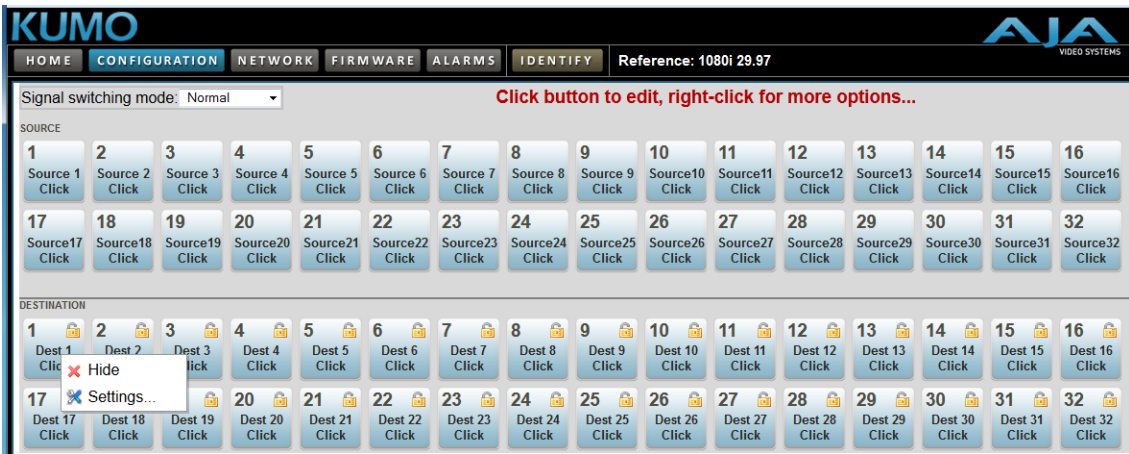 KUMO
AJA
VIDEO SYSTEMS
HOME CONFIGURATION NETWORK FIRMWARE ALARMS IDENTIFY Reference: 1080i 29.97
Signal switching mode: Normal
Click button to edit, right-click for more options...
SOURCE
1 2 3 4 5 6 7 8 9 10 11 12 13 14 15 16
Source 1 Source 2 Source 3 Source 4 Source 5 Source 6 Source 7 Source 8 Source 9 Source10 Source11 Source12 Source13 Source14 Source15 Source16
Click Click Click Click Click Click Click Click Click Click Click Click Click Click Click Click
17 18 19 20 21 22 23 24 25 26 27 28 29 30 31 32
Source17 Source18 Source19 Source20 Source21 Source22 Source23 Source24 Source25 Source26 Source27 Source28 Source29 Source30 Source31 Source32
Click Click Click Click Click Click Click Click Click Click Click Click Click Click Click Click
DESTINATION
1 2 3 4 5 6 7 8 9 10 11 12 13 14 15 16
Dest 1 Dest 2 Dest 3 Dest 4 Dest 5 Dest 6 Dest 7 Dest 8 Dest 9 Dest 10 Dest 11 Dest 12 Dest 13 Dest 14 Dest 15 Dest 16
Click Click Click Click Click Click Click Click Click Click Click Click Click Click
Hide
Settings...
17 20 21 22 23 24 25 26 27 28 29 30 31 32
Dest 17 Dest 18 Dest 19 Dest 20 Dest 21 Dest 22 Dest 23 Dest 24 Dest 25 Dest 26 Dest 27 Dest 28 Dest 29 Dest 30 Dest 31 Dest 32
Click Click Click Click Click Click Click Click Click Click Click Click Click Click Click Click